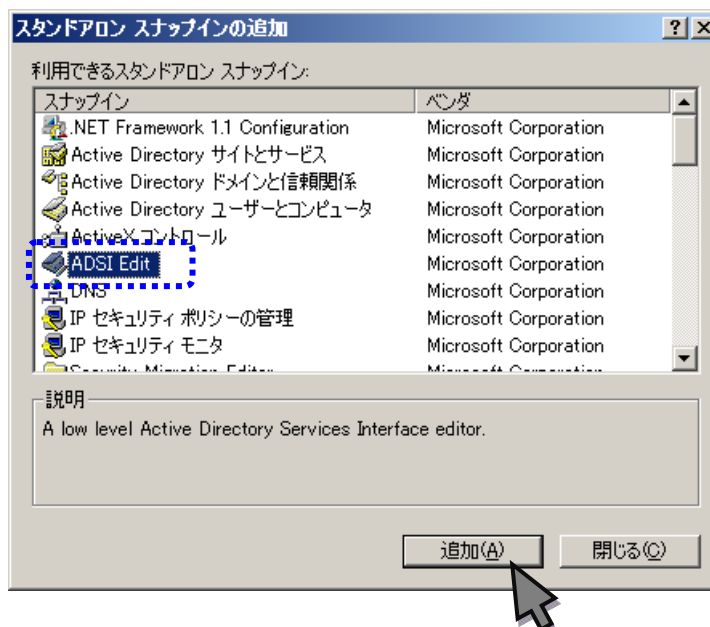 スタンドアロン スナップインの追加
利用できるスタンドアロン スナップイン:
スナップイン ベンダ
.NET Framework 1.1 Configuration Microsoft Corporation
Active Directory サイトとサービス Microsoft Corporation
Active Directory ドメインと信頼関係 Microsoft Corporation
Active Directory ユーザーとコンピュータ Microsoft Corporation
ActiveX コントロール Microsoft Corporation
ADSI Edit Microsoft Corporation
DNS Microsoft Corporation
IP セキュリティ ポリシーの管理 Microsoft Corporation
IP セキュリティ モニタ Microsoft Corporation
Security Migration Editor Microsoft Corporation
説明
A low level Active Directory Services Interface editor.
追加(A) 閉じる(C)